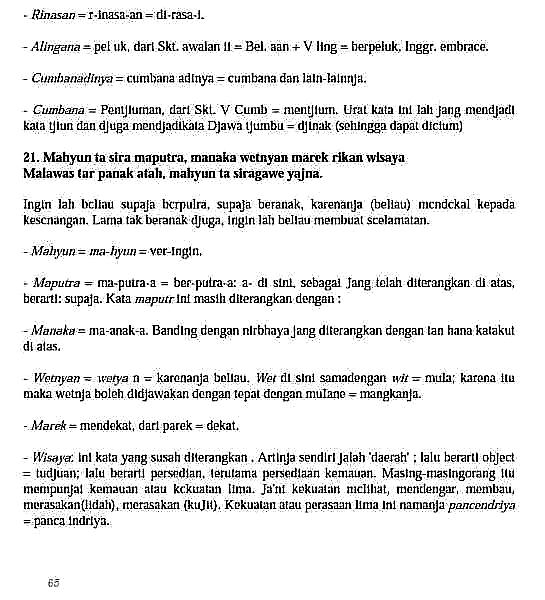 - Rinasan = r-inasa-an = di-rasa-i.
- Alingana = pel uk, dari Skt. awalan ii = Bel. aan + V ling = berpeluk, Inggr. embrace.
- Cumbanadinya = cumbana adinya = cumbana dan lain-lainnja.
- Cumbana = Pentjiuman, dari Skt. V Cumb = mentjium. Urat kata ini lah jang mendjadi
kata tjiun dan djuga mendjadikata Djawa tjumbu = djinak (sehingga dapat dicium)
21. Mahyun ta sira maputra, manaka wetnyan marek rikan wisaya
Malawas tar panak atah, mahyun ta siragawe yajna.
Ingin lah beliau supaja berputra, supaja beranak, karenanja (beliau) mendekal kepada
kesenangan. Lama tak beranak djuga, ingin lah beliau membuat scelamatan.
- Mahyun = ma-hyun = ver-ingin.
- Maputra = ma-putra-a = ber-putra-a: a- di sini, sebagai Jang telah diterangkan di atas,
berarti: supaja. Kata maputr ini masih diterangkan dengan :
- Manaka = ma-anak-a. Banding dengan nirbhaya jang diterangkan dengan tan hana katakut
di atas.
- Wetnyan = wetya n = karenanja beliau. Wet di sini samadengan wit = mula; karena itu
maka wetnja boleh didjawakan dengan tepat dengan mulane = mangkanja.
- Marek = mendekat, dari parek = dekat.
- Wisaya: ini kata yang susah diterangkan . Artinja sendiri jalah 'daerah' ; lalu berarti object
= tudjuan; lalu berarti persedian, terutama persediaan kemauan. Masing-masingorang itu
mempunjai kemauan atau kekuatan lima. Ja'ni kekuatan melihat, mendengar, membau,
merasakan(lidah), merasakan (kulit). Kekuatan atau perasaan lima ini namanja pancendriya
= panca indriya.
65